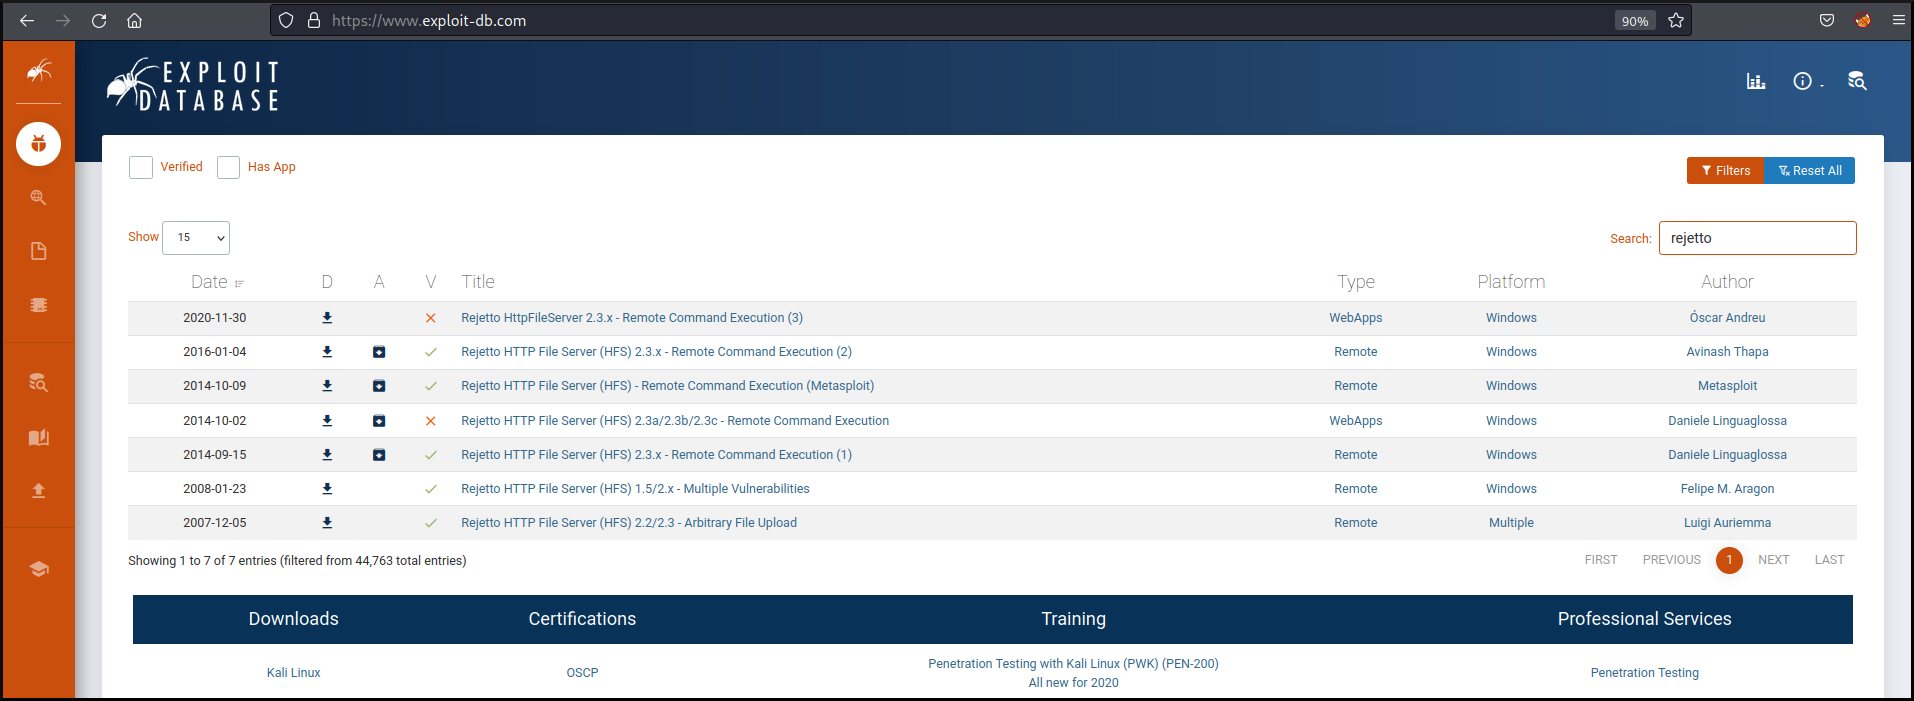 https://www.exploit-db.com
90%
EXPLOIT
DATABASE
Verified Has App
Filters Reset All
Show 15
Search: rejetto
Date D A V Title Type Platform Author
2020-11-30 Rejetto HttpFileServer 2.3.x - Remote Command Execution (3) WebApps Windows Óscar Andreu
2016-01-04 Rejetto HTTP File Server (HFS) 2.3.x - Remote Command Execution (2) Remote Windows Avinash Thapa
2014-10-09 Rejetto HTTP File Server (HFS) - Remote Command Execution (Metasploit) Remote Windows Metasploit
2014-10-02 Rejetto HTTP File Server (HFS) 2.3a/2.3b/2.3c - Remote Command Execution WebApps Windows Daniele Linguaglossa
2014-09-15 Rejetto HTTP File Server (HFS) 2.3.x - Remote Command Execution (1) Remote Windows Daniele Linguaglossa
2008-01-23 Rejetto HTTP File Server (HFS) 1.5/2.x - Multiple Vulnerabilities Remote Windows Felipe M. Aragon
2007-12-05 Rejetto HTTP File Server (HFS) 2.2/2.3 - Arbitrary File Upload Remote Multiple Luigi Auriemma
Showing 1 to 7 of 7 entries (filtered from 44,763 total entries)
FIRST PREVIOUS 1 NEXT LAST
Downloads Certifications Training Professional Services
Kali Linux OSCP Penetration Testing with Kali Linux (PWK) (PEN-200) Penetration Testing
All new for 2020